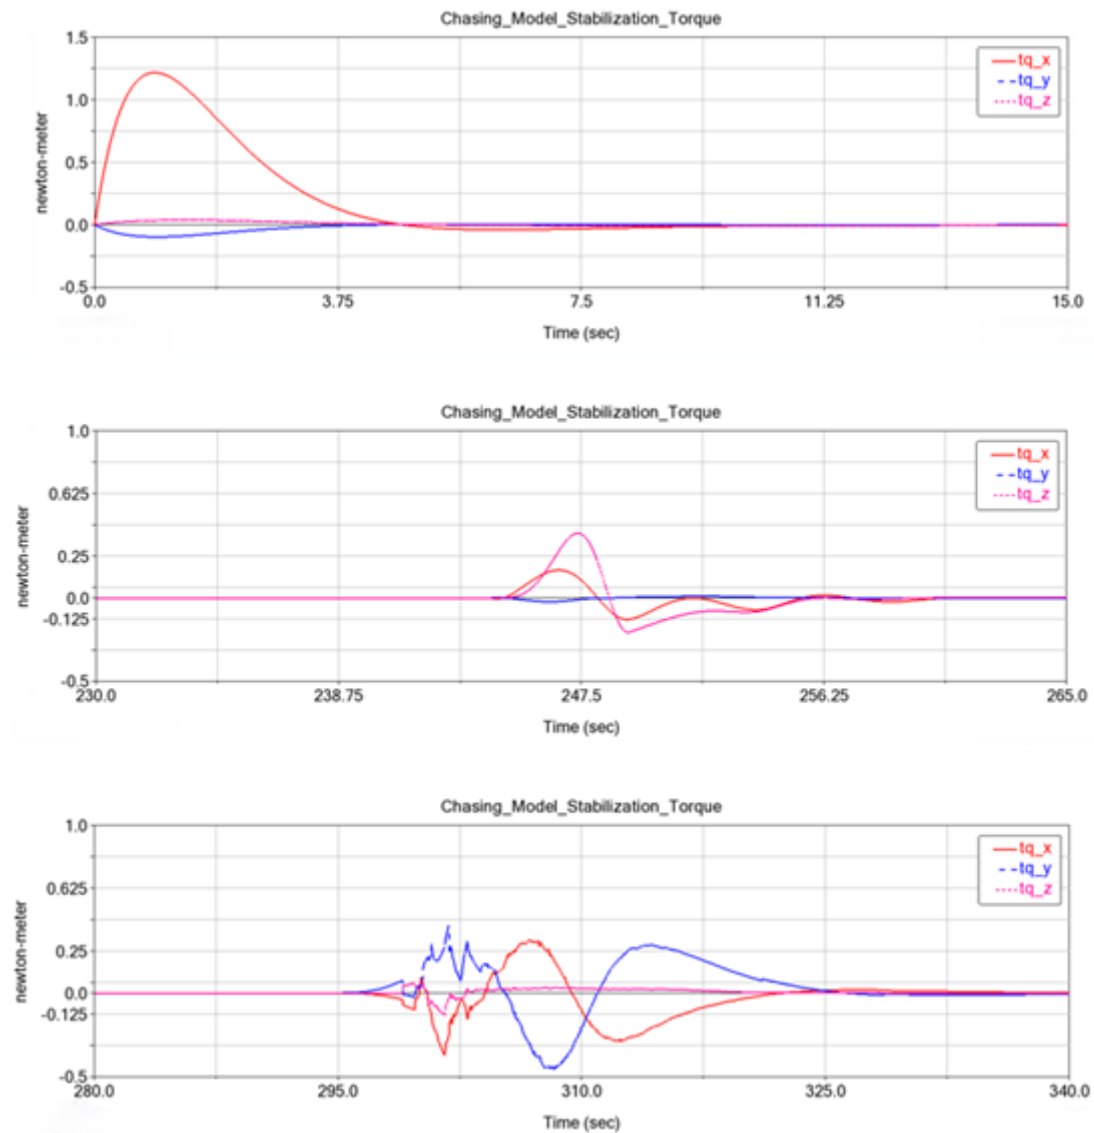 Chasing_Model_Stabilization_Torque
1.5
1.0
0.5
0.0
-0.5
newton-meter
tq_x
tq_y
tq_z
0.0 3.75 7.5 11.25 15.0
Time (sec)
Chasing_Model_Stabilization_Torque
1.0
0.625
0.25
0.0
-0.125
-0.5
newton-meter
tq_x
tq_y
tq_z
230.0 238.75 247.5 256.25 265.0
Time (sec)
Chasing_Model_Stabilization_Torque
1.0
0.625
0.25
0.0
-0.125
-0.5
newton-meter
tq_x
tq_y
tq_z
280.0 295.0 310.0 325.0 340.0
Time (sec)